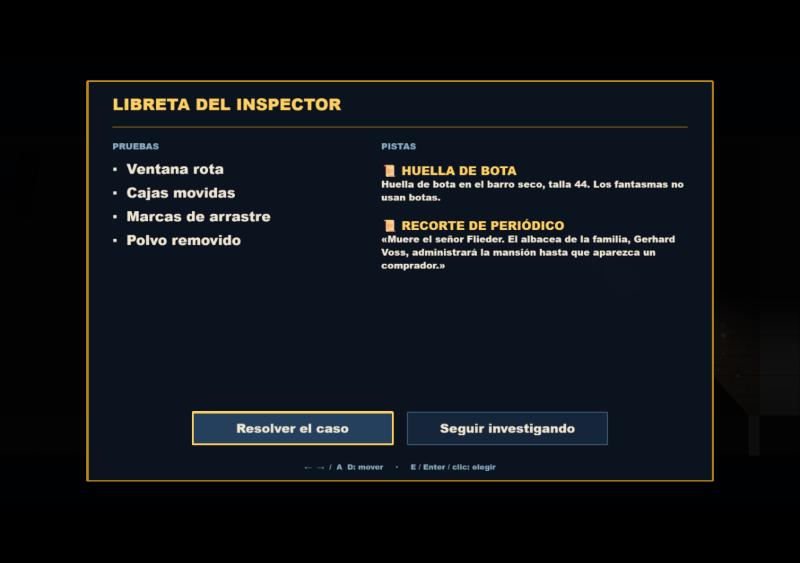 LIBRETA DEL INSPECTOR
PRUEBAS
▪ Ventana rota
▪ Cajas movidas
▪ Marcas de arrastre
▪ Polvo removido
PISTAS
📜 HUELLA DE BOTA
Huella de bota en el barro seco, talla 44. Los fantasmas no
usan botas.
📜 RECORTE DE PERIÓDICO
«Muere el señor Flieder. El albacea de la familia, Gerhard
Voss, administrará la mansión hasta que aparezca un
comprador.»
Resolver el caso
Seguir investigando
← → / A D: mover · E / Enter / clic: elegir